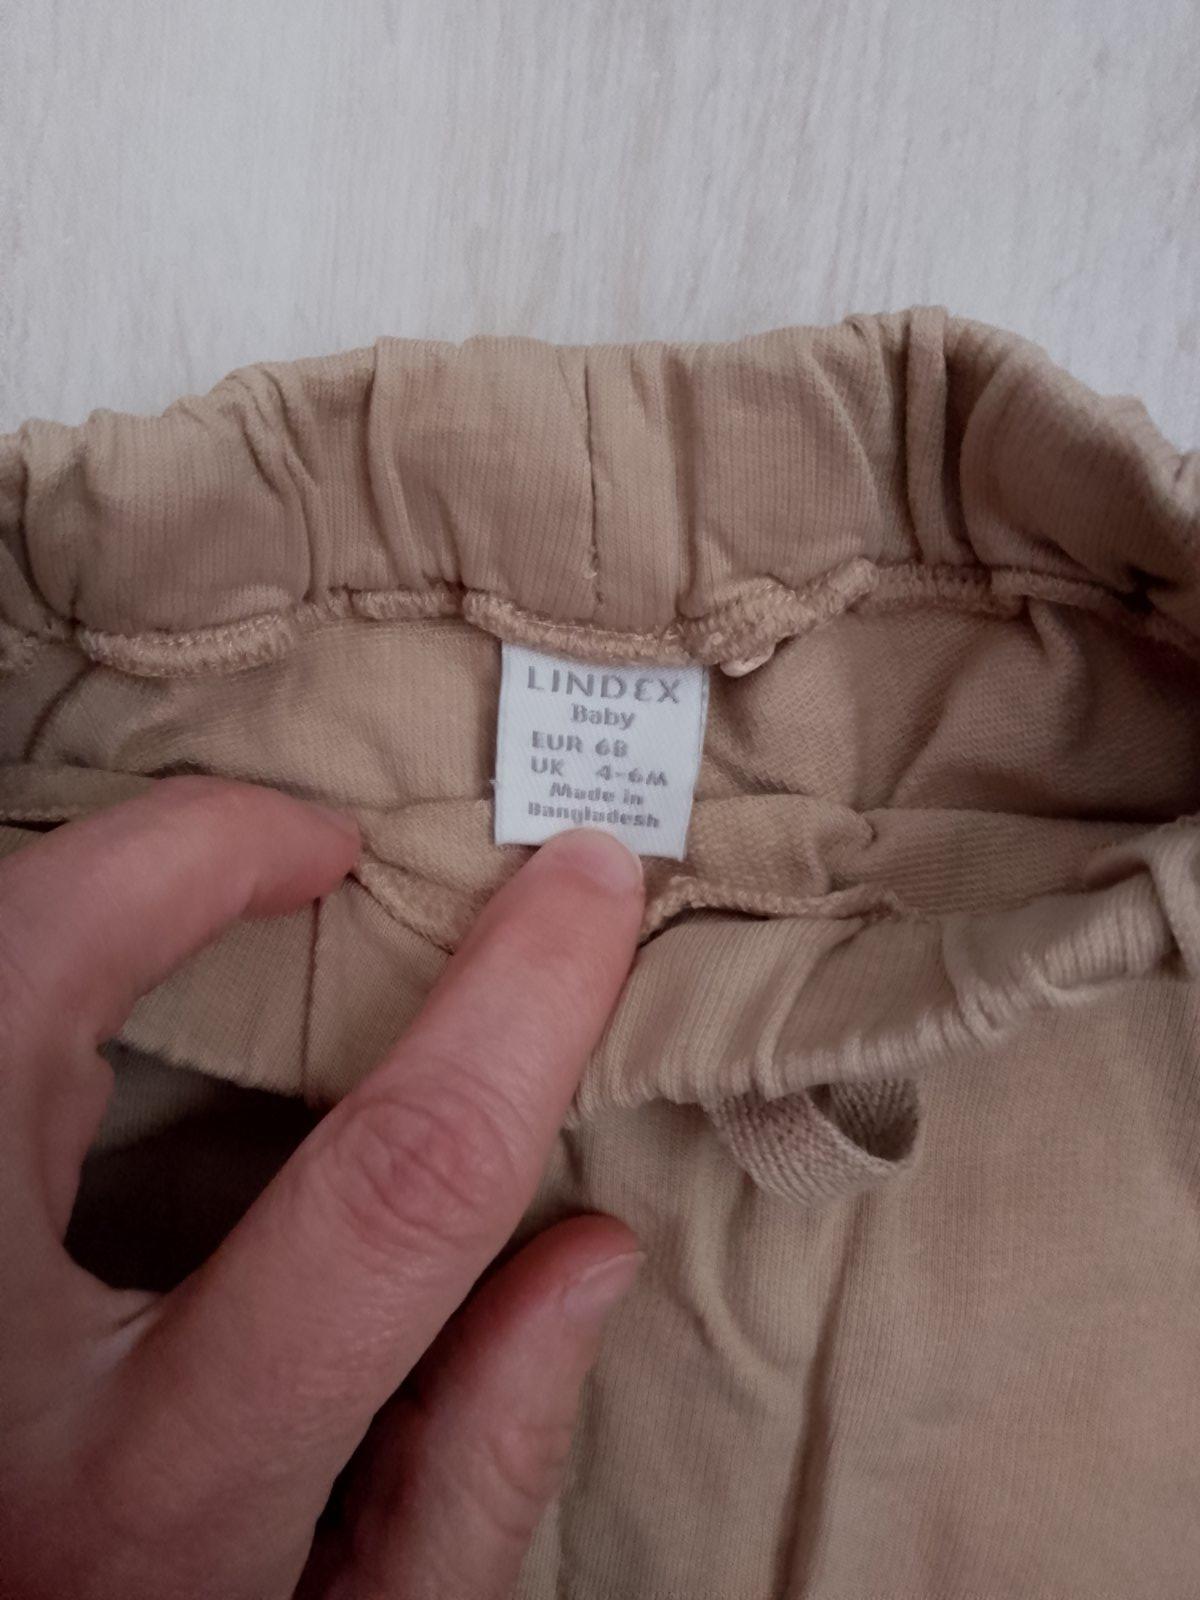 LINDEX
Baby
EUR 68
UK 4-6M
Made in
Bangladesh